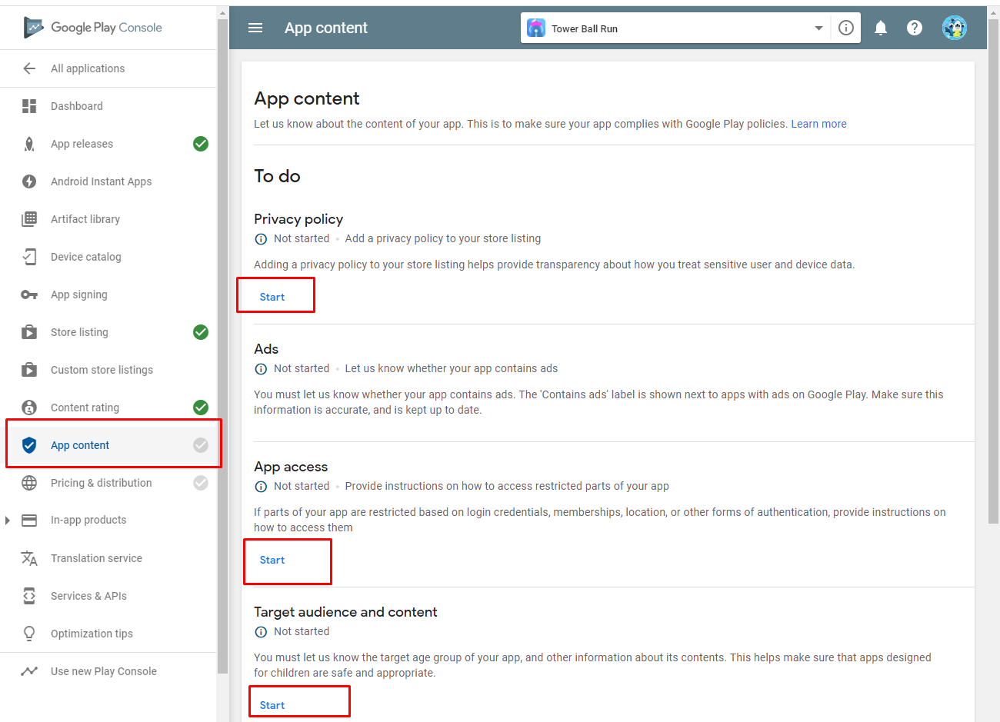 Google Play Console
All applications
Dashboard
App releases
Android Instant Apps
Artifact library
Device catalog
App signing
Store listing
Custom store listings
Content rating
App content
Pricing & distribution
In-app products
Translation service
Services & APIs
Optimization tips
Use new Play Console
App content
Tower Ball Run
App content
Let us know about the content of your app. This is to make sure your app complies with Google Play policies. Learn more
To do
Privacy policy
Not started • Add a privacy policy to your store listing
Adding a privacy policy to your store listing helps provide transparency about how you treat sensitive user and device data.
Start
Ads
Not started • Let us know whether your app contains ads
You must let us know whether your app contains ads. The 'Contains ads' label is shown next to apps with ads on Google Play. Make sure this
information is accurate, and is kept up to date.
App access
Not started • Provide instructions on how to access restricted parts of your app
If parts of your app are restricted based on login credentials, memberships, location, or other forms of authentication, provide instructions on
how to access them
Start
Target audience and content
Not started
You must let us know the target age group of your app, and other information about its contents. This helps make sure that apps designed
for children are safe and appropriate.
Start